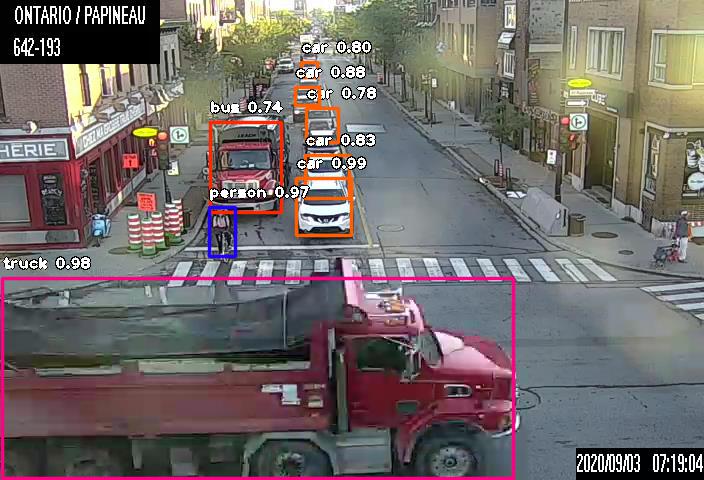 ONTARIO / PAPINEAU
642-193
car 0.80
car 0.88
car 0.78
bus 0.74
LEACH
car 0.83
car 0.99
HERIE
person 0.97
truck 0.98
2020/09/03 07:19:04